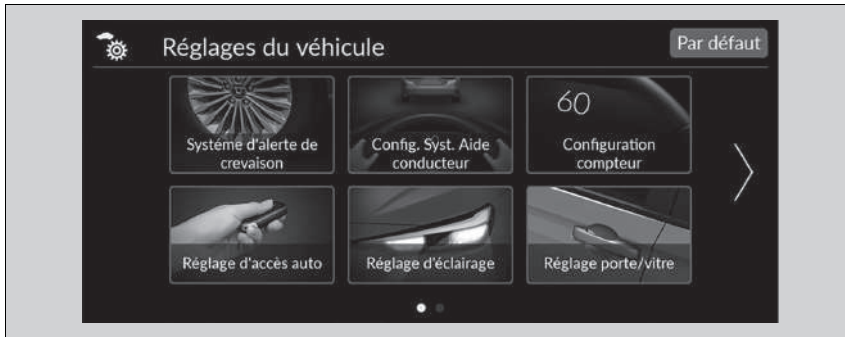 Réglages du véhicule
Par défaut
Systéme d'alerte de
crevaison
Config. Syst. Aide
conducteur
60
Configuration
compteur
Réglage d'accès auto
Réglage d'éclairage
Réglage porte/vitre